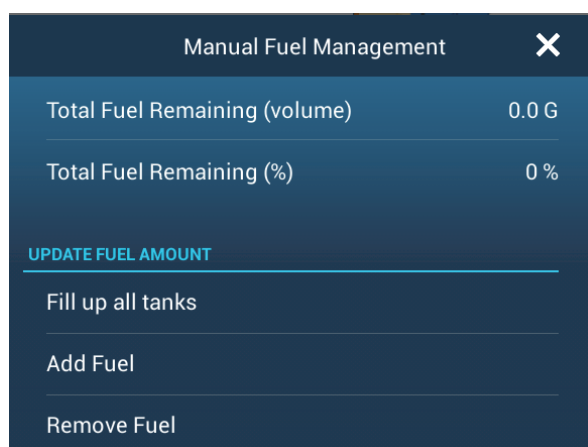 Manual Fuel Management
Total Fuel Remaining (volume) 0.0 G
Total Fuel Remaining (%) 0 %
UPDATE FUEL AMOUNT
Fill up all tanks
Add Fuel
Remove Fuel